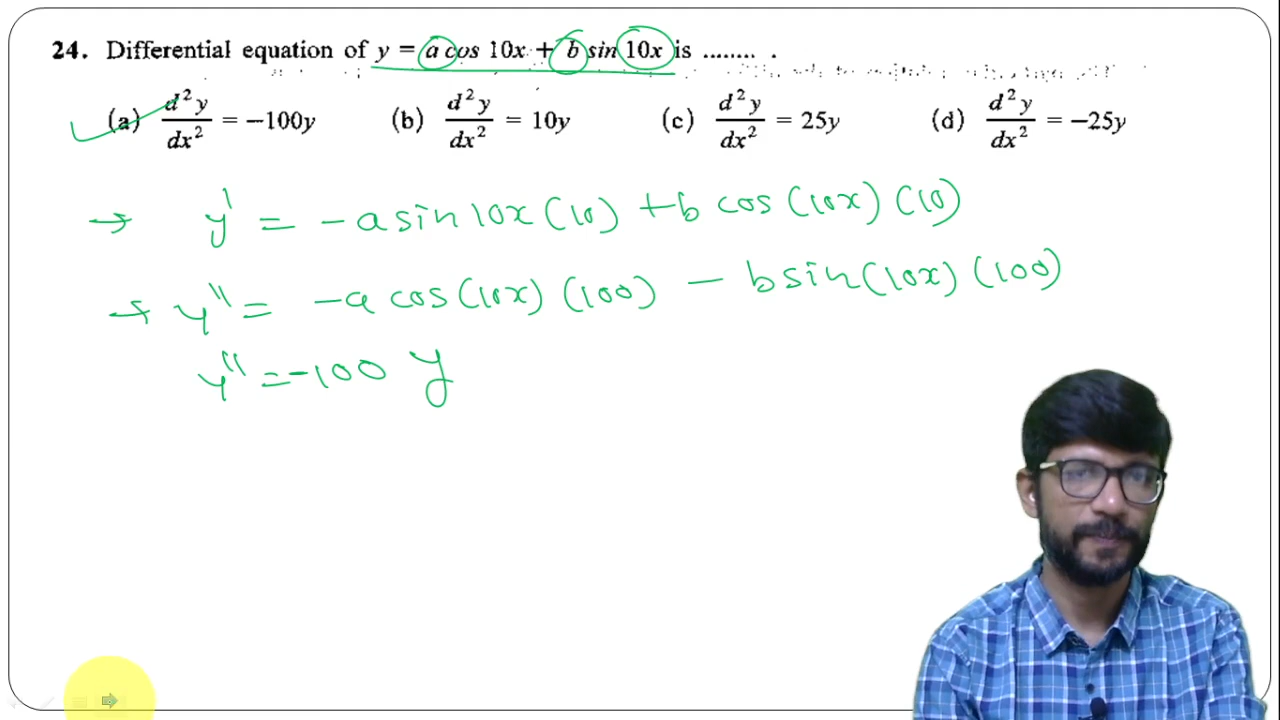 24. Differential equation of y = a cos 10x + b sin 10x is ........ .
(a) d²y/dx² = −100y (b) d²y/dx² = 10y (c) d²y/dx² = 25y (d) d²y/dx² = −25y
→ y' = − a sin 10x (10) + b cos (10x) (10)
→ y'' = − a cos (10x) (100) − b sin (10x) (100)
y'' = −100 y